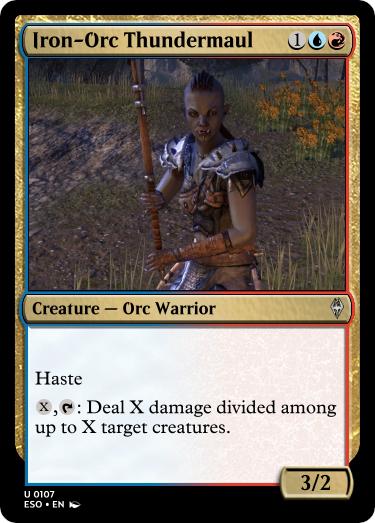 Iron-Orc Thundermaul 1
Creature — Orc Warrior
Haste
X, : Deal X damage divided among
up to X target creatures.
3/2
U 0107
ESO • EN